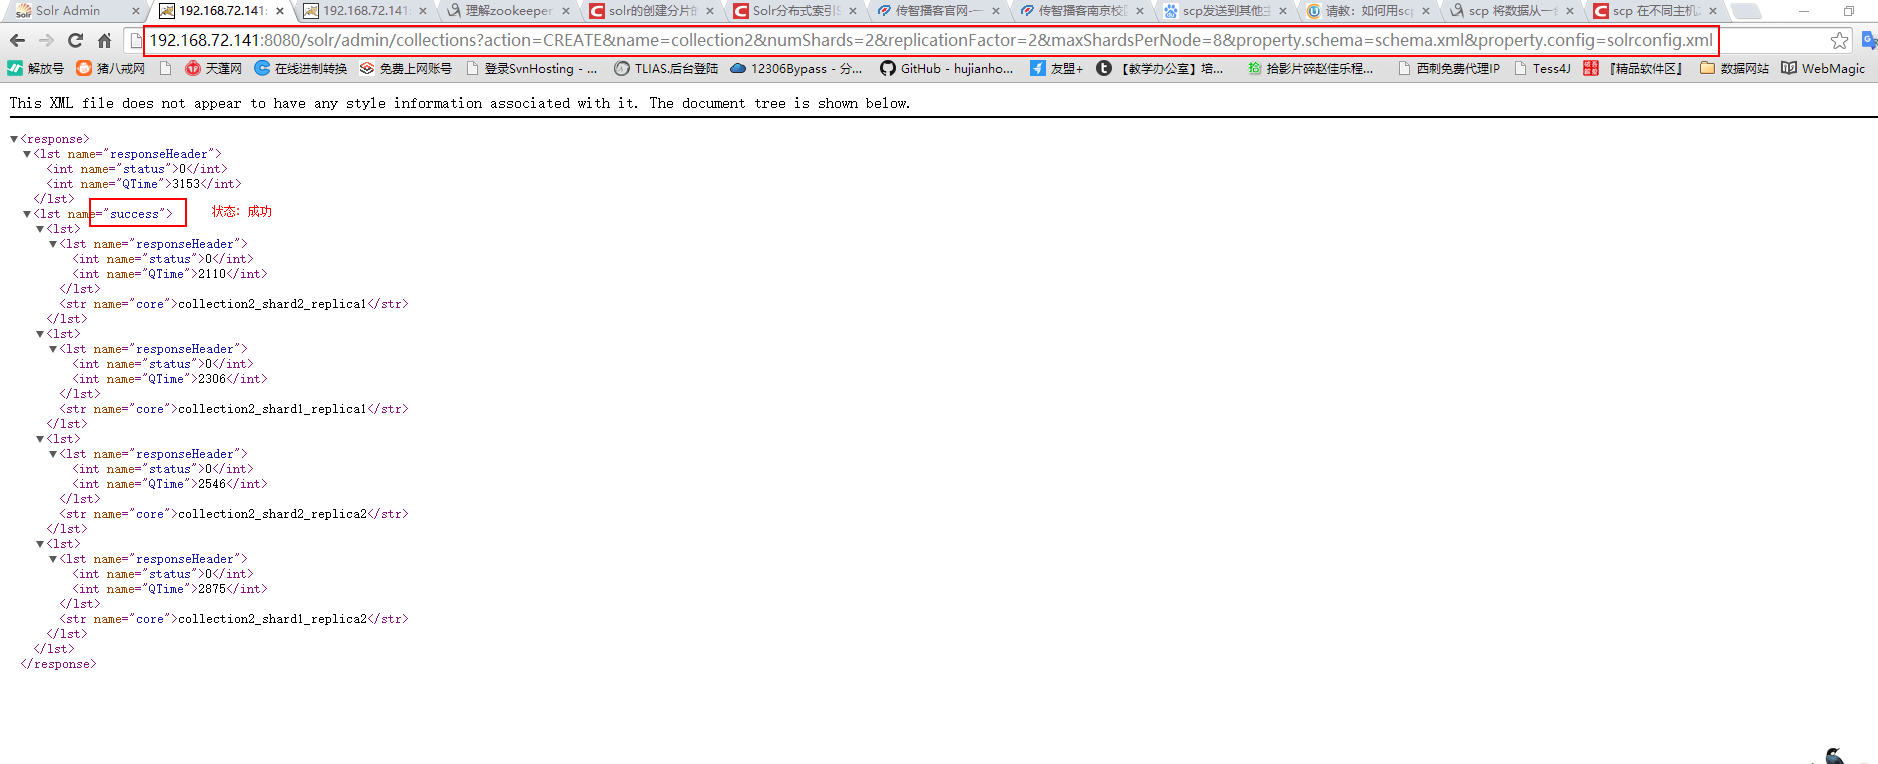 Solr Admin
192.168.72.141:
192.168.72.141:
理解zookeeper
solr的创建分片的
Solr分布式索引S
传智播客官网-一
传智播客南京校区
scp发送到其他主
请教：如何用scp
scp 将数据从一台
scp 在不同主机之
192.168.72.141:8080/solr/admin/collections?action=CREATE&name=collection2&numShards=2&replicationFactor=2&maxShardsPerNode=8&property.schema=schema.xml&property.config=solrconfig.xml
解放号 猪八戒网 天蓬网 在线进制转换 免费上网账号 登录SvnHosting - ... TLIAS.后台登陆 12306Bypass - 分... GitHub - hujianho... 友盟+ 【教学办公室】培... 拾影片碎赵佳乐程... 西刺免费代理IP Tess4J 『精品软件区』 数据网站 WebMagic
This XML file does not appear to have any style information associated with it. The document tree is shown below.
▼<response>
▼<lst name="responseHeader">
<int name="status">0</int>
<int name="QTime">3153</int>
</lst>
▼<lst name="success"> 状态：成功
▼<lst>
▼<lst name="responseHeader">
<int name="status">0</int>
<int name="QTime">2110</int>
</lst>
<str name="core">collection2_shard2_replica1</str>
</lst>
▼<lst>
▼<lst name="responseHeader">
<int name="status">0</int>
<int name="QTime">2306</int>
</lst>
<str name="core">collection2_shard1_replica1</str>
</lst>
▼<lst>
▼<lst name="responseHeader">
<int name="status">0</int>
<int name="QTime">2546</int>
</lst>
<str name="core">collection2_shard2_replica2</str>
</lst>
▼<lst>
▼<lst name="responseHeader">
<int name="status">0</int>
<int name="QTime">2875</int>
</lst>
<str name="core">collection2_shard1_replica2</str>
</lst>
</lst>
</response>